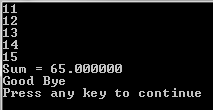 11
12
13
14
15
Sum = 65.000000
Good Bye
Press any key to continue